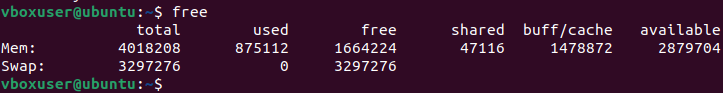 vboxuser@ubuntu:~$ free
               total        used        free      shared  buff/cache   available
Mem:         4018208      875112     1664224       47116     1478872     2879704
Swap:        3297276           0     3297276
vboxuser@ubuntu:~$